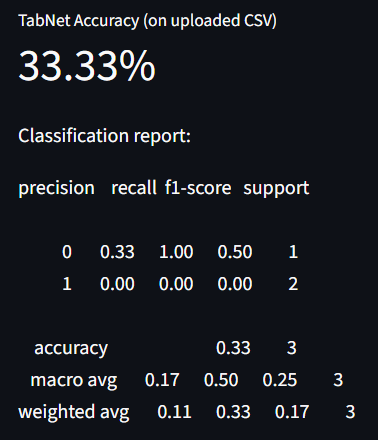 TabNet Accuracy (on uploaded CSV)
33.33%
Classification report:
precision recall f1-score support
0 0.33 1.00 0.50 1
1 0.00 0.00 0.00 2
accuracy 0.33 3
macro avg 0.17 0.50 0.25 3
weighted avg 0.11 0.33 0.17 3